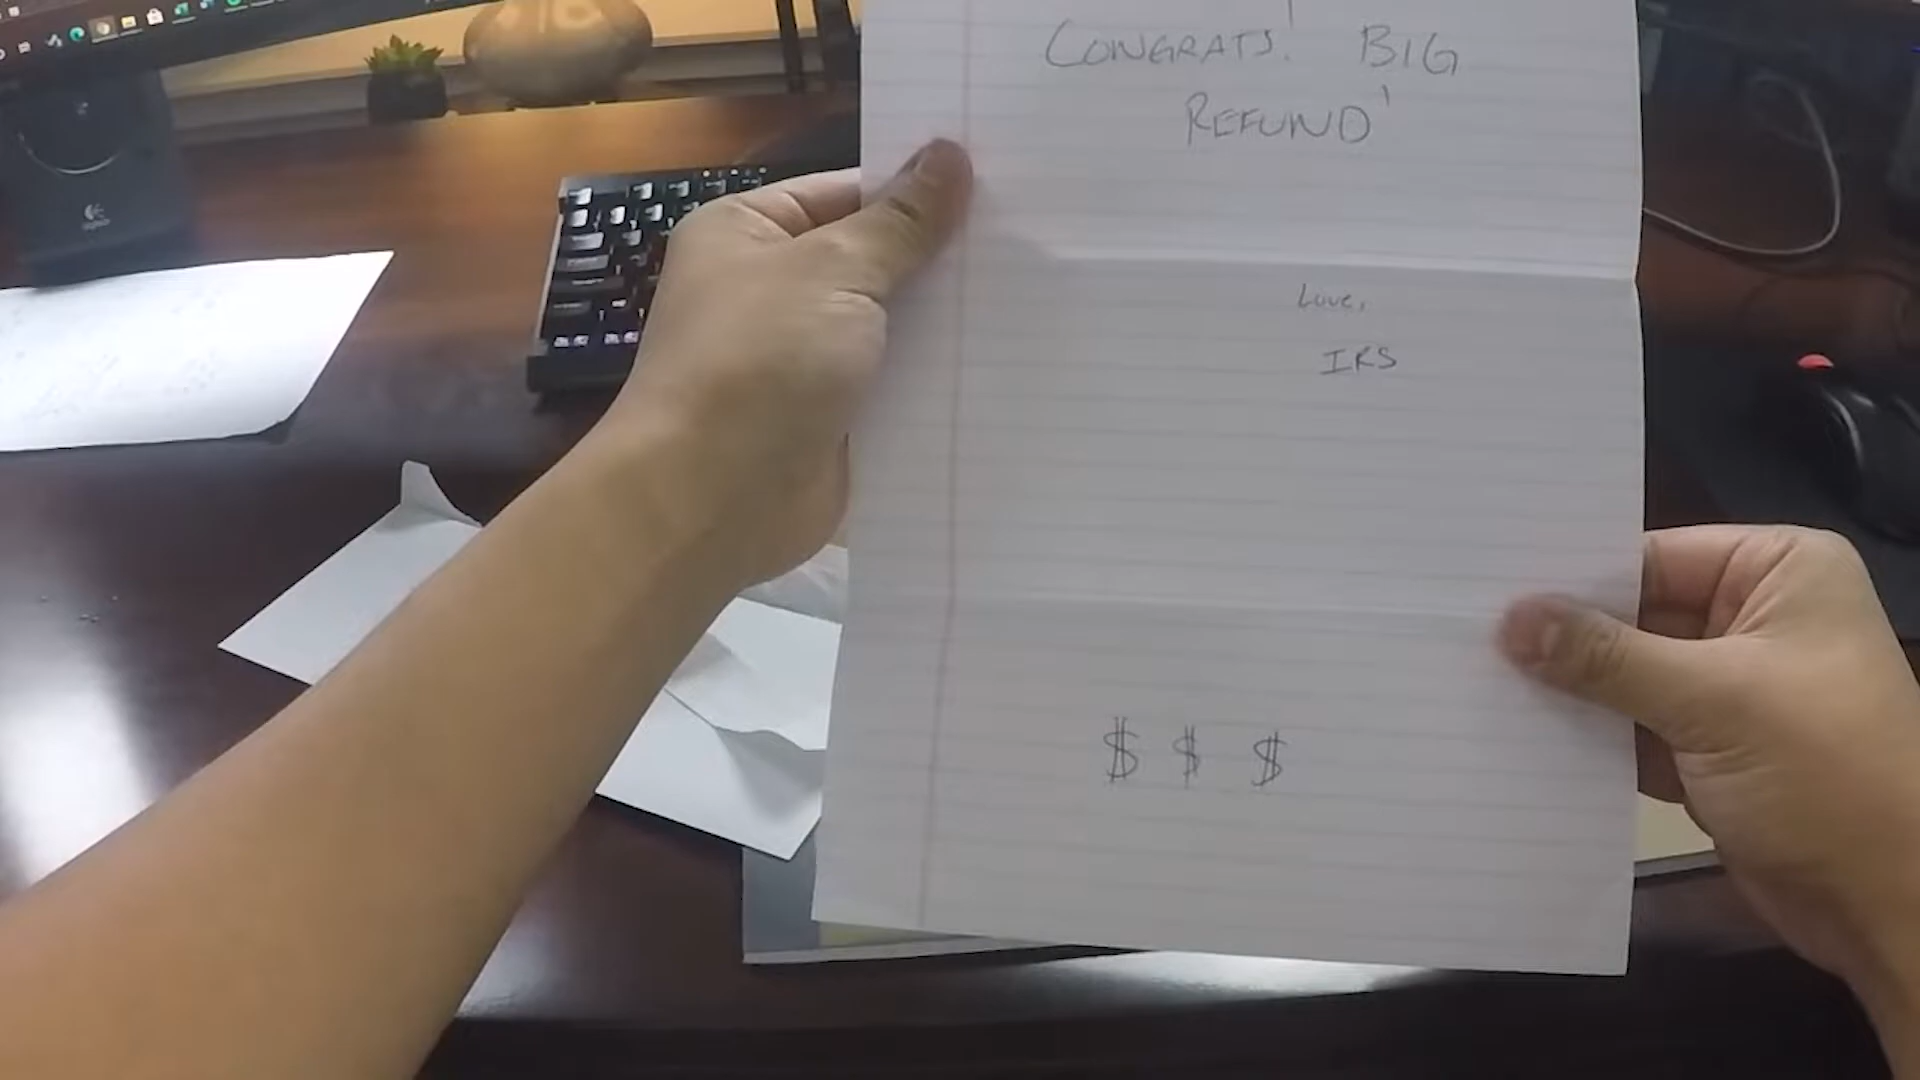 CONGRATS! BIG
REFUND!
Love,
IRS
$ $ $